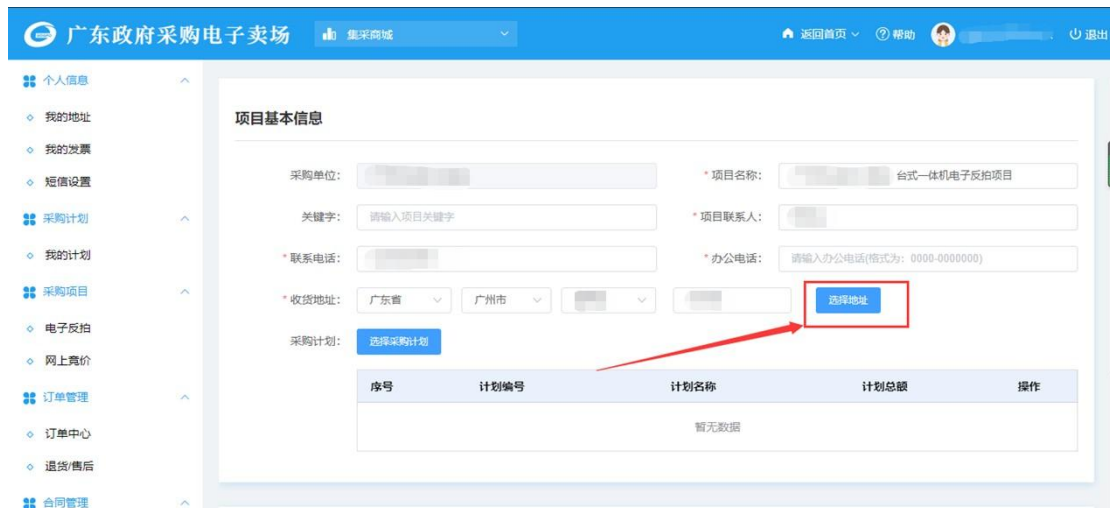 广东政府采购电子卖场
集采商城
返回首页
帮助
退出
个人信息
我的地址
我的发票
短信设置
采购计划
我的计划
采购项目
电子反拍
网上竞价
订单管理
订单中心
退货/售后
合同管理
项目基本信息
采购单位:
* 项目名称: 台式一体机电子反拍项目
关键字: 请输入项目关键字
* 项目联系人:
* 联系电话:
* 办公电话: 请输入办公电话(格式为: 0000-0000000)
* 收货地址: 广东省 广州市 选择地址
采购计划: 选择采购计划
序号 计划编号 计划名称 计划总额 操作
暂无数据